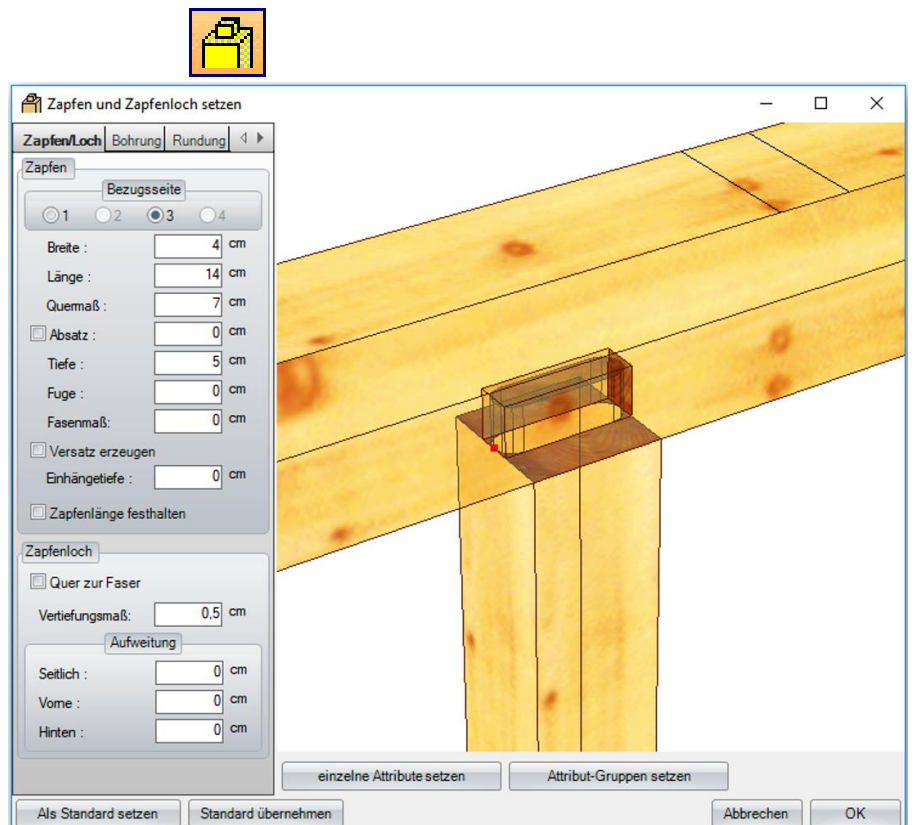 Zapfen und Zapfenloch setzen
Zapfen/Loch Bohrung Rundung
Zapfen
Bezugsseite
1 2 3 4
Breite : 4 cm
Länge : 14 cm
Quermaß : 7 cm
Absatz : 0 cm
Tiefe : 5 cm
Fuge : 0 cm
Fasenmaß: 0 cm
Versatz erzeugen
Einhängetiefe : 0 cm
Zapfenlänge festhalten
Zapfenloch
Quer zur Faser
Vertiefungsmaß: 0,5 cm
Aufweitung
Seitlich : 0 cm
Vorne : 0 cm
Hinten : 0 cm
einzelne Attribute setzen Attribut-Gruppen setzen
Als Standard setzen Standard übernehmen Abbrechen OK